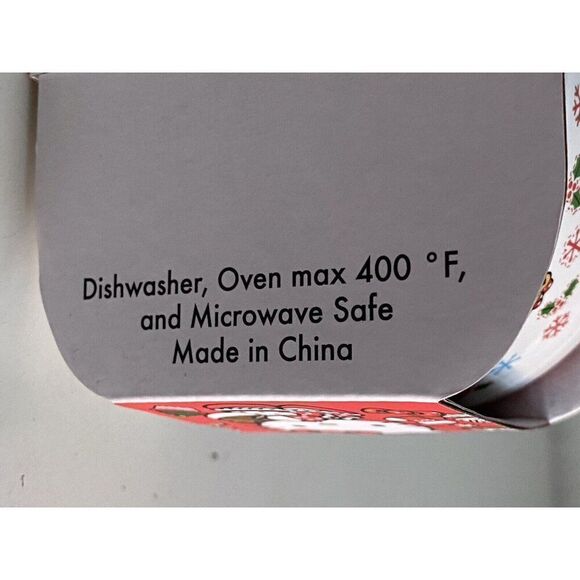 Dishwasher, Oven max 400 °F,
and Microwave Safe
Made in China